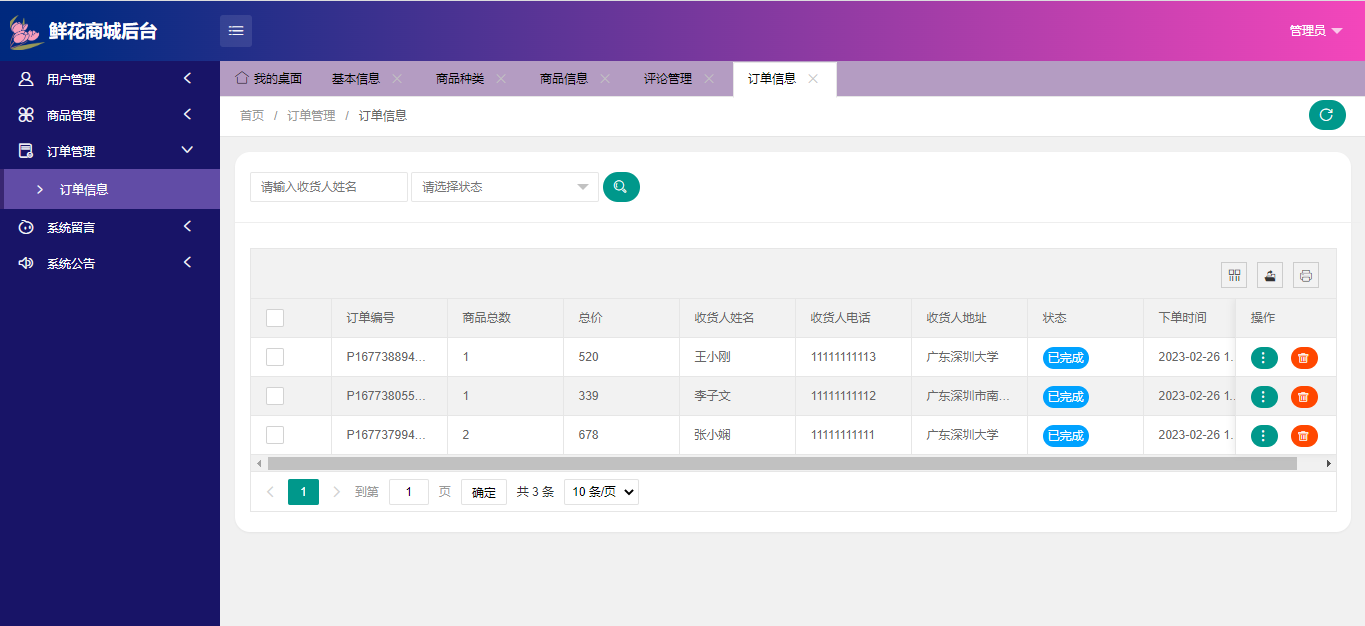 鲜花商城后台
管理员
用户管理
商品管理
订单管理
订单信息
系统留言
系统公告
我的桌面 基本信息 商品种类 商品信息 评论管理 订单信息
首页 / 订单管理 / 订单信息
请输入收货人姓名 请选择状态
订单编号 商品总数 总价 收货人姓名 收货人电话 收货人地址 状态 下单时间 操作
P167738894... 1 520 王小刚 11111111113 广东深圳大学 已完成 2023-02-26 1..
P167738055... 1 339 李子文 11111111112 广东深圳市南... 已完成 2023-02-26 1..
P167737994... 2 678 张小娴 11111111111 广东深圳大学 已完成 2023-02-26 1..
1 到第 1 页 确定 共 3 条 10 条/页